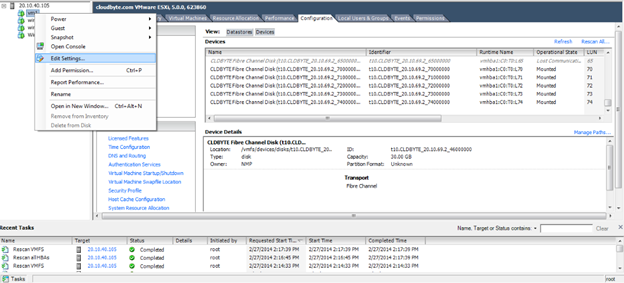 20.10.40.105
cloudbyte.com VMware ESXi, 5.0.0, 623860
Virtual Machines Resource Allocation Performance Configuration Local Users & Groups Events Permissions
Power
Guest
Snapshot
Open Console
Edit Settings...
Add Permission... Ctrl+P
Report Performance...
Rename
Open in New Window... Ctrl+Alt+N
Remove from Inventory
Delete from Disk
Licensed Features
Time Configuration
DNS and Routing
Authentication Services
Virtual Machine Startup/Shutdown
Virtual Machine Swapfile Location
Security Profile
Host Cache Configuration
System Resource Allocation
View: Datastores Devices
Devices Refresh Rescan All...
Name Identifier Runtime Name Operational State LUN
CLDBYTE Fibre Channel Disk (t10.CLDBYTE_20.10.69.2_65000000 t10.CLDBYTE_20.10.69.2_65000000 Lost Communicati... 65
CLDBYTE Fibre Channel Disk (t10.CLDBYTE_20.10.69.2_70000000 t10.CLDBYTE_20.10.69.2_70000000 vmhba1:C0:T0:L70 Mounted 70
CLDBYTE Fibre Channel Disk (t10.CLDBYTE_20.10.69.2_71000000 t10.CLDBYTE_20.10.69.2_71000000 vmhba1:C0:T0:L71 Mounted 71
CLDBYTE Fibre Channel Disk (t10.CLDBYTE_20.10.69.2_72000000 t10.CLDBYTE_20.10.69.2_72000000 vmhba1:C0:T0:L72 Mounted 72
CLDBYTE Fibre Channel Disk (t10.CLDBYTE_20.10.69.2_73000000 t10.CLDBYTE_20.10.69.2_73000000 vmhba1:C0:T0:L73 Mounted 73
CLDBYTE Fibre Channel Disk (t10.CLDBYTE_20.10.69.2_74000000 t10.CLDBYTE_20.10.69.2_74000000 vmhba1:C0:T0:L74 Mounted 74
Device Details Manage Paths...
CLDBYTE Fibre Channel Disk (t10.CLD...
Location: /vmfs/devices/disks/t10.CLDBYTE_20... ID: t10.CLDBYTE_20.10.69.2_46000000
Type: disk Capacity: 30.00 GB
Owner: NMP Partition Format: Unknown
Transport
Fibre Channel
Recent Tasks Name, Target or Status contains: Clear
Name Target Status Details Initiated by Requested Start Ti... Start Time Completed Time
Rescan VMFS 20.10.40.105 Completed root 2/27/2014 2:17:39 PM 2/27/2014 2:17:39 PM 2/27/2014 2:17:39 PM
Rescan all HBAs 20.10.40.105 Completed root 2/27/2014 2:16:45 PM 2/27/2014 2:16:45 PM 2/27/2014 2:17:39 PM
Rescan VMFS 20.10.40.105 Completed root 2/27/2014 2:14:33 PM 2/27/2014 2:14:33 PM 2/27/2014 2:14:33 PM
Tasks root